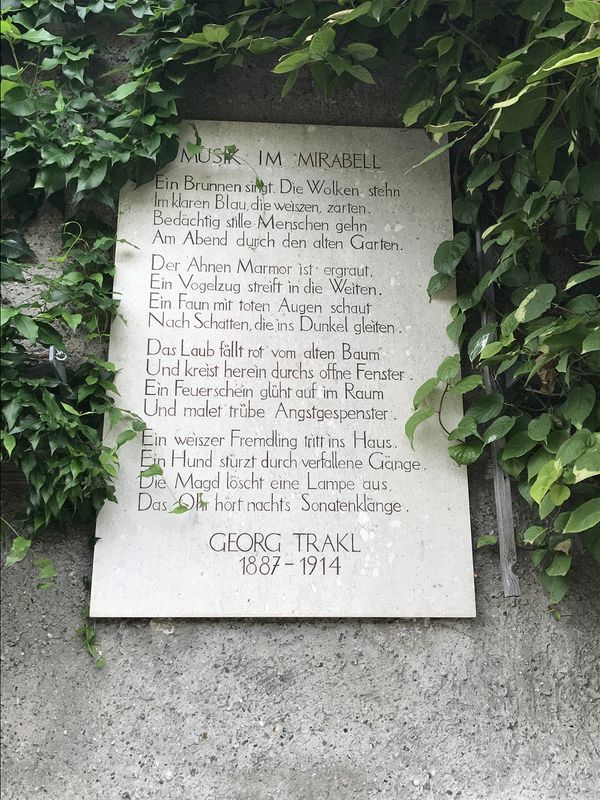 MUSIK IM MIRABELL
Ein Brunnen singt. Die Wolken stehn
Im klaren Blau, die weiszen, zarten.
Bedächtig stille Menschen gehn
Am Abend durch den alten Garten.
Der Ahnen Marmor ist ergraut.
Ein Vogelzug streift in die Weiten.
Ein Faun mit toten Augen schaut
Nach Schatten, die ins Dunkel gleiten.
Das Laub fällt rot vom alten Baum
Und kreist herein durchs offne Fenster.
Ein Feuerschein glüht auf im Raum
Und malet trübe Angstgespenster.
Ein weiszer Fremdling tritt ins Haus.
Ein Hund stürzt durch verfallene Gänge.
Die Magd löscht eine Lampe aus,
Das Ohr hört nachts Sonatenklänge.
GEORG TRAKL
1887-1914